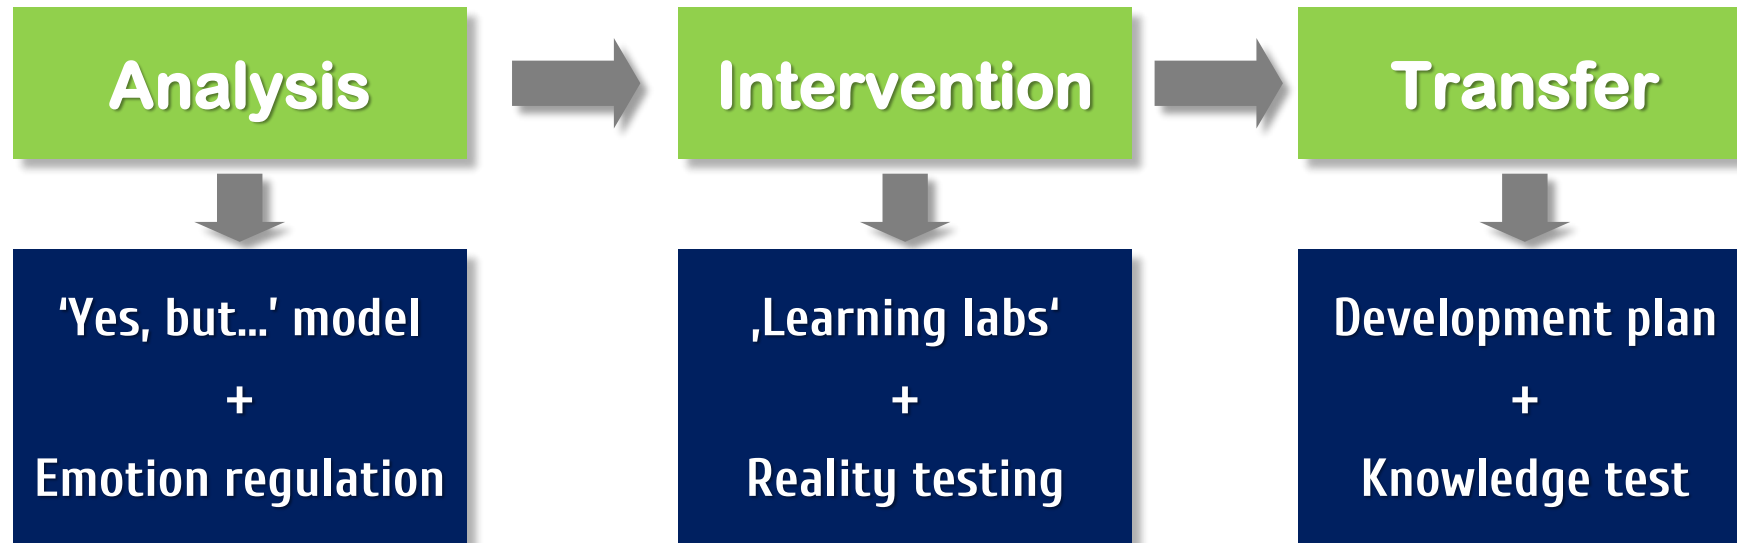 Analysis
Intervention
Transfer
‘Yes, but...’ model
+
Emotion regulation
‚Learning labs‘
+
Reality testing
Development plan
+
Knowledge test